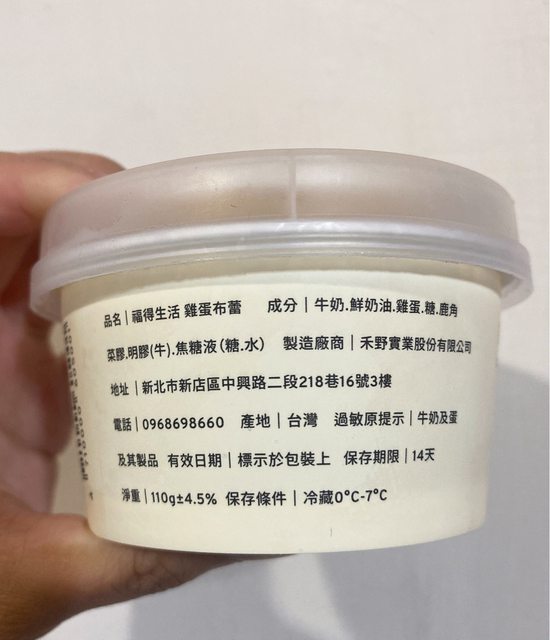 品名｜福得生活 雞蛋布蕾 成分｜牛奶.鮮奶油.雞蛋.糖.鹿角
菜膠.明膠(牛).焦糖液(糖.水) 製造廠商｜禾野實業股份有限公司
地址｜新北市新店區中興路二段218巷16號3樓
電話｜0968698660 產地｜台灣 過敏原提示｜牛奶及蛋
及其製品 有效日期｜標示於包裝上 保存期限｜14天
淨重｜110g±4.5% 保存條件｜冷藏0°C-7°C